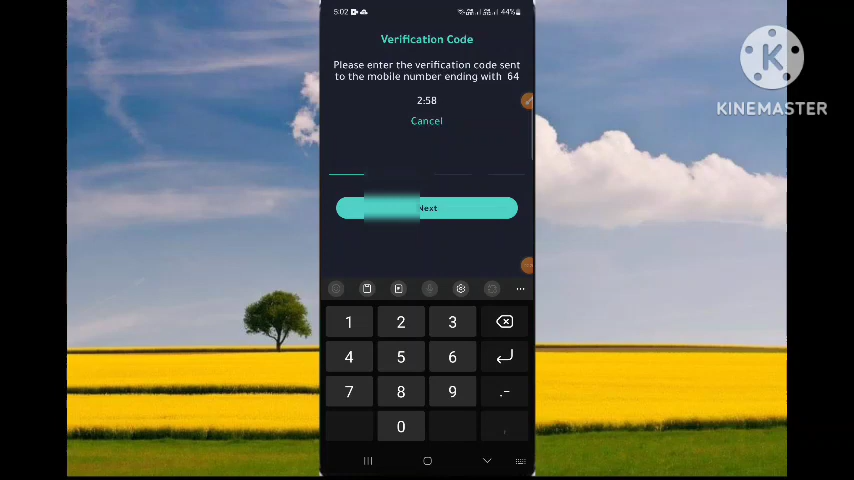 5:02
44%
Verification Code
Please enter the verification code sent
to the mobile number ending with 64
2:58
Cancel
Next
1 2 3
4 5 6
7 8 9 .-
0 ,
K
KINEMASTER